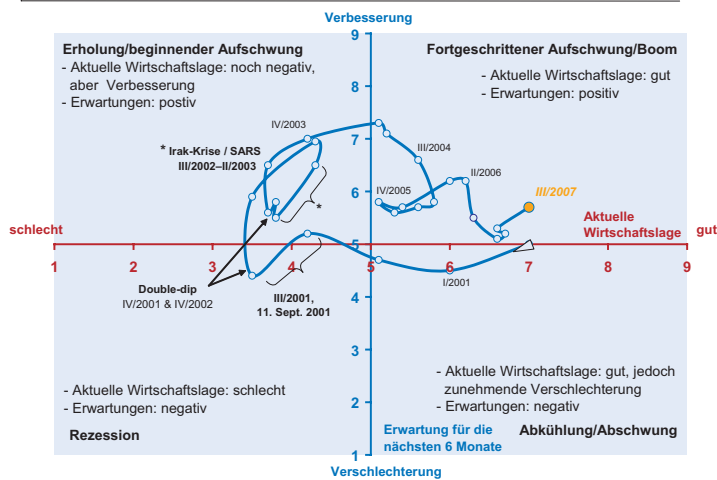 Verbesserung
Erholung/beginnender Aufschwung
- Aktuelle Wirtschaftslage: noch negativ,
aber Verbesserung
- Erwartungen: postiv
Fortgeschrittener Aufschwung/Boom
- Aktuelle Wirtschaftslage: gut
- Erwartungen: positiv
9
8
7
6
5
4
3
2
1
IV/2003
* Irak-Krise / SARS
III/2002–II/2003
*
III/2004
II/2006
IV/2005
III/2007
schlecht
Aktuelle
Wirtschaftslage
gut
1 2 3 4 5 6 7 8 9
Double-dip
IV/2001 & IV/2002
III/2001,
11. Sept. 2001
I/2001
- Aktuelle Wirtschaftslage: schlecht
- Erwartungen: negativ
Rezession
- Aktuelle Wirtschaftslage: gut, jedoch
zunehmende Verschlechterung
- Erwartungen: negativ
Abkühlung/Abschwung
Erwartung für die
nächsten 6 Monate
Verschlechterung